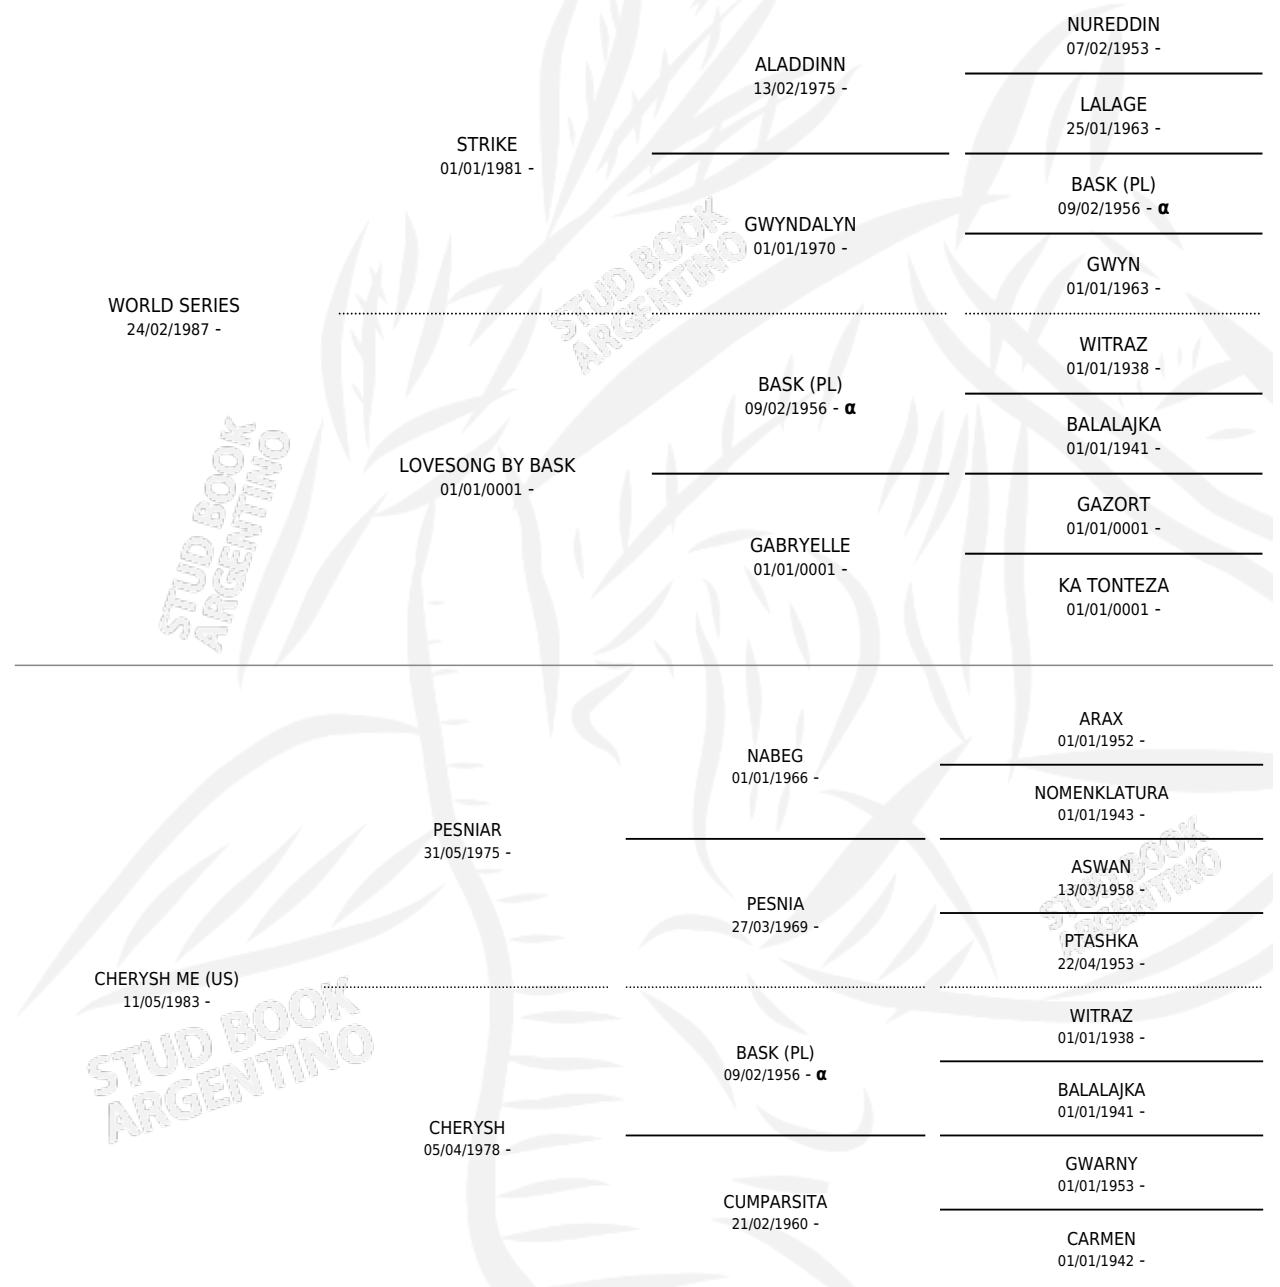 NUREDDIN
07/02/1953 -
ALADDINN
13/02/1975 -
LALAGE
25/01/1963 -
STRIKE
01/01/1981 -
BASK (PL)
09/02/1956 - α
GWYNDALYN
01/01/1970 -
GWYN
01/01/1963 -
WORLD SERIES
24/02/1987 -
WITRAZ
01/01/1938 -
BASK (PL)
09/02/1956 - α
BALALAJKA
01/01/1941 -
LOVESONG BY BASK
01/01/0001 -
GAZORT
01/01/0001 -
GABRYELLE
01/01/0001 -
KA TONTEZA
01/01/0001 -
STUD BOOK
ARGENTINO
STUD BOOK
ARGENTINO
ARAX
01/01/1952 -
NABEG
01/01/1966 -
NOMENKLATURA
01/01/1943 -
PESNIAR
31/05/1975 -
ASWAN
13/03/1958 -
PESNIA
27/03/1969 -
PTASHKA
22/04/1953 -
CHERYSH ME (US)
11/05/1983 -
WITRAZ
01/01/1938 -
BASK (PL)
09/02/1956 - α
BALALAJKA
01/01/1941 -
CHERYSH
05/04/1978 -
GWARNY
01/01/1953 -
CUMPARSITA
21/02/1960 -
CARMEN
01/01/1942 -
STUD BOOK
ARGENTINO
STUD BOOK
ARGENTINO